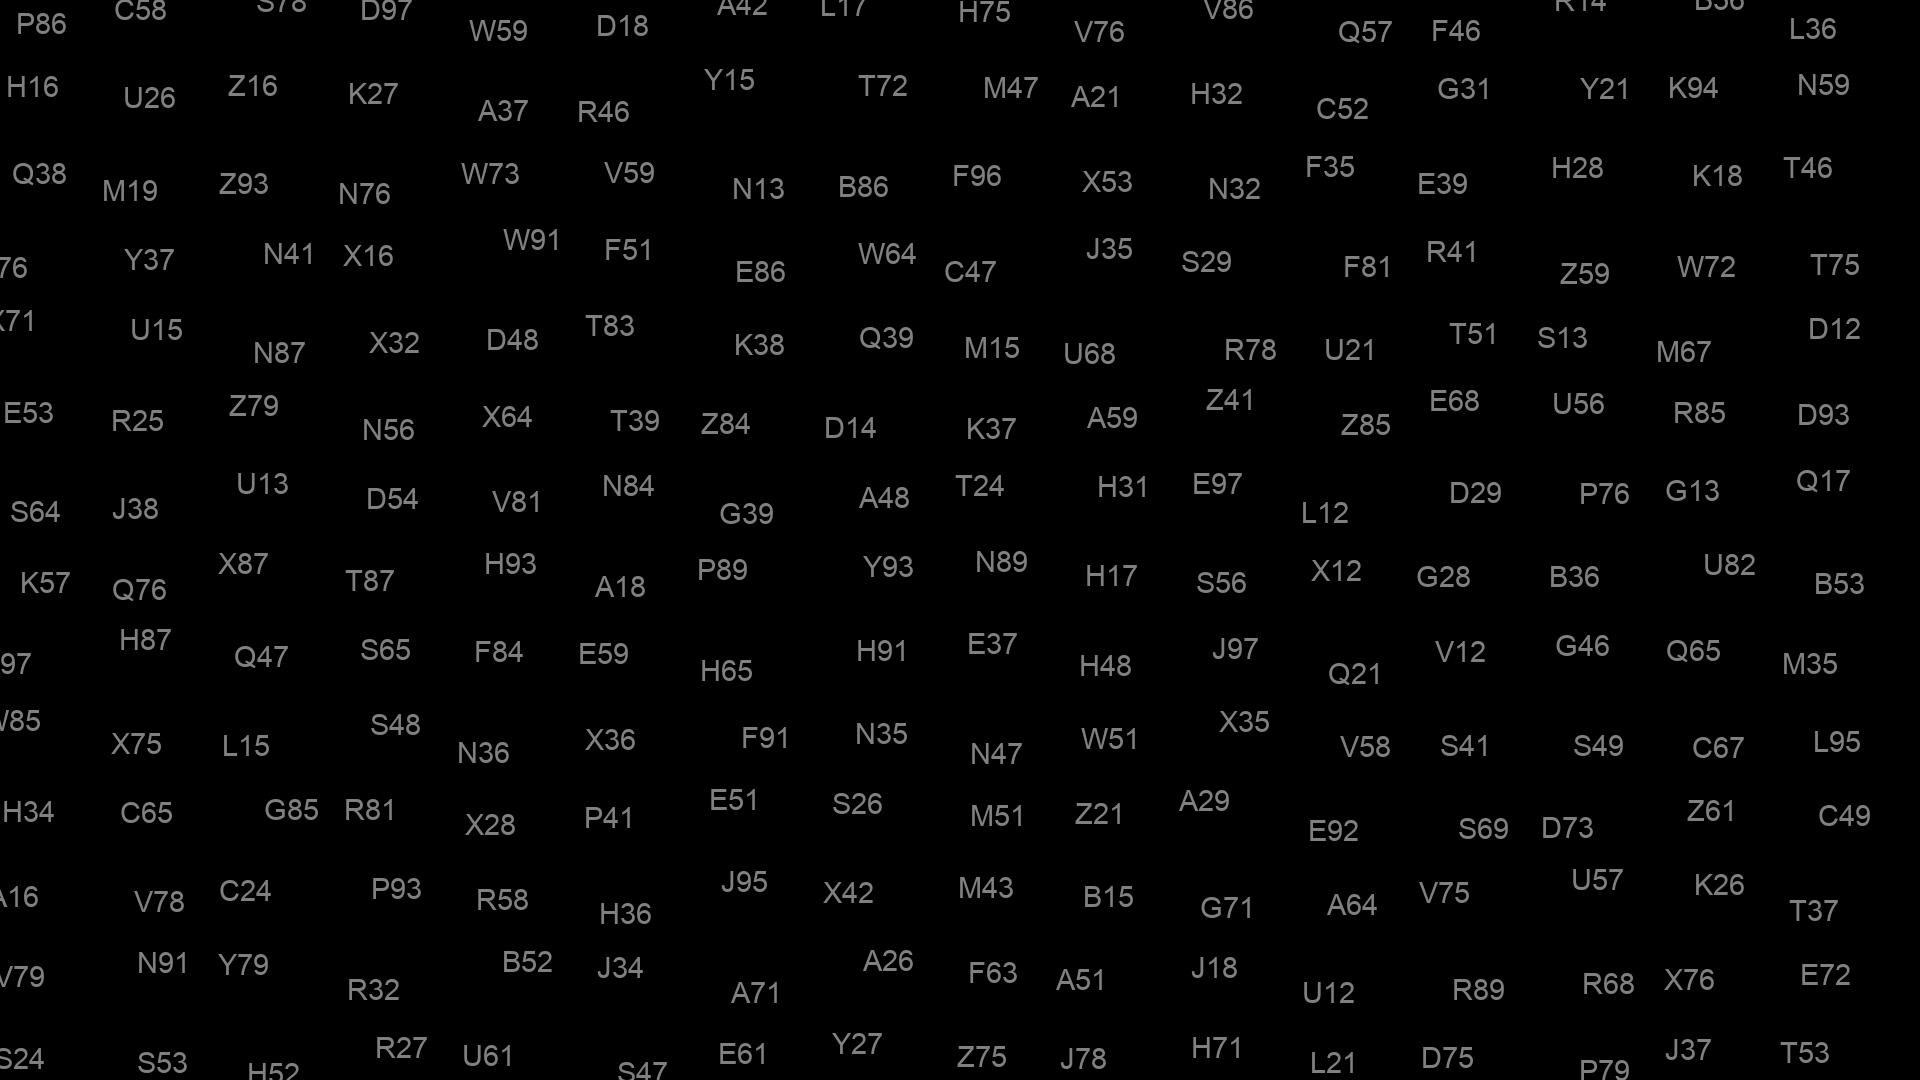 P86 C58 S78 D97 W59 D18 A42 L17 H75 V76 V86 Q57 F46 R14 B56 L36
H16 U26 Z16 K27 A37 R46 Y15 T72 M47 A21 H32 C52 G31 Y21 K94 N59
Q38 M19 Z93 N76 W73 V59 N13 B86 F96 X53 N32 F35 E39 H28 K18 T46
76 Y37 N41 X16 W91 F51 E86 W64 C47 J35 S29 F81 R41 Z59 W72 T75
71 U15 N87 X32 D48 T83 K38 Q39 M15 U68 R78 U21 T51 S13 M67 D12
E53 R25 Z79 N56 X64 T39 Z84 D14 K37 A59 Z41 Z85 E68 U56 R85 D93
S64 J38 U13 D54 V81 N84 G39 A48 T24 H31 E97 L12 D29 P76 G13 Q17
K57 Q76 X87 T87 H93 A18 P89 Y93 N89 H17 S56 X12 G28 B36 U82 B53
97 H87 Q47 S65 F84 E59 H65 H91 E37 H48 J97 Q21 V12 G46 Q65 M35
W85 X75 L15 S48 N36 X36 F91 N35 N47 W51 X35 V58 S41 S49 C67 L95
H34 C65 G85 R81 X28 P41 E51 S26 M51 Z21 A29 E92 S69 D73 Z61 C49
A16 V78 C24 P93 R58 H36 J95 X42 M43 B15 G71 A64 V75 U57 K26 T37
V79 N91 Y79 R32 B52 J34 A71 A26 F63 A51 J18 U12 R89 R68 X76 E72
S24 S53 H52 R27 U61 S47 E61 Y27 Z75 J78 H71 L21 D75 P79 J37 T53